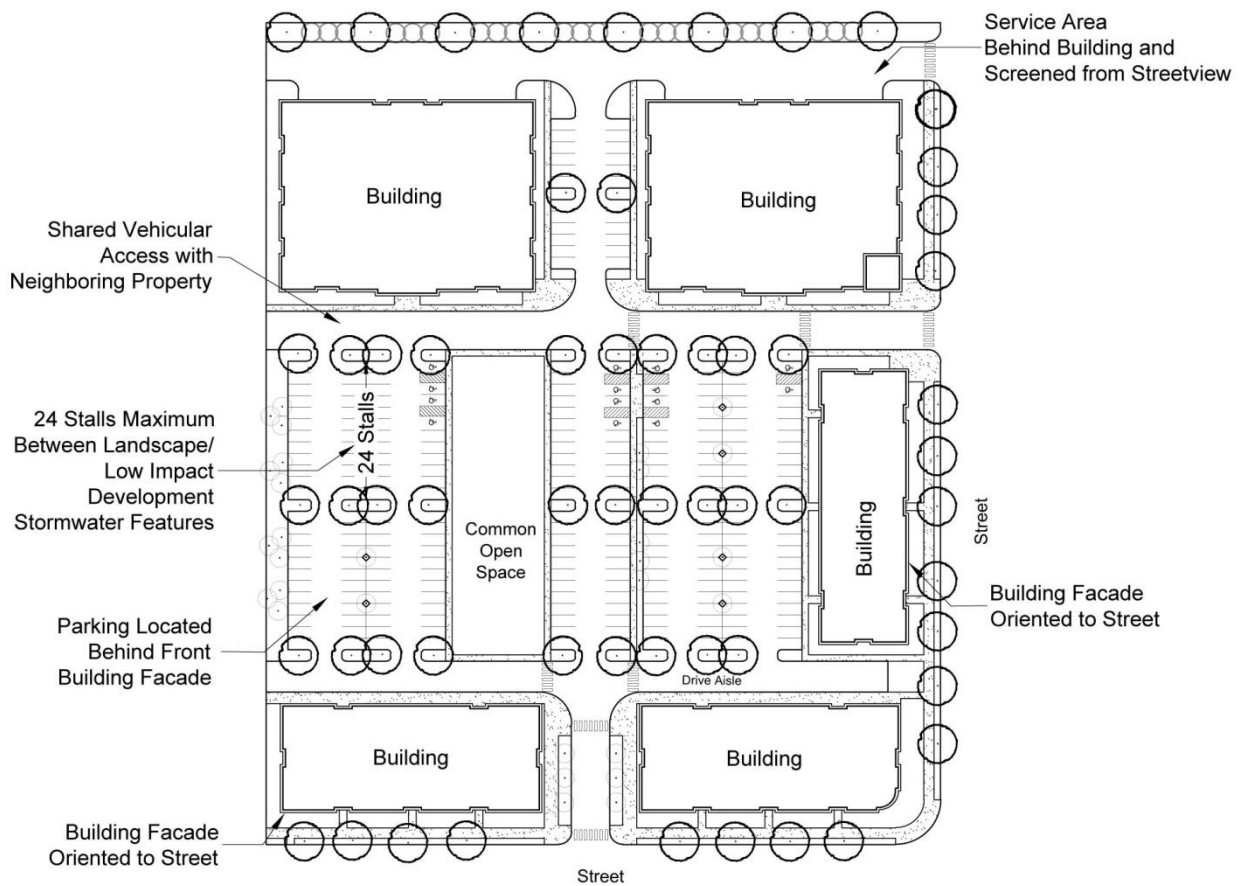 Service Area
Behind Building and
Screened from Streetview
Building
Building
Shared Vehicular
Access with
Neighboring Property
24 Stalls Maximum
Between Landscape/
Low Impact
Development
Stormwater Features
24 Stalls
Common
Open
Space
Building
Street
Building Facade
Oriented to Street
Parking Located
Behind Front
Building Facade
Drive Aisle
Building
Building
Building Facade
Oriented to Street
Street